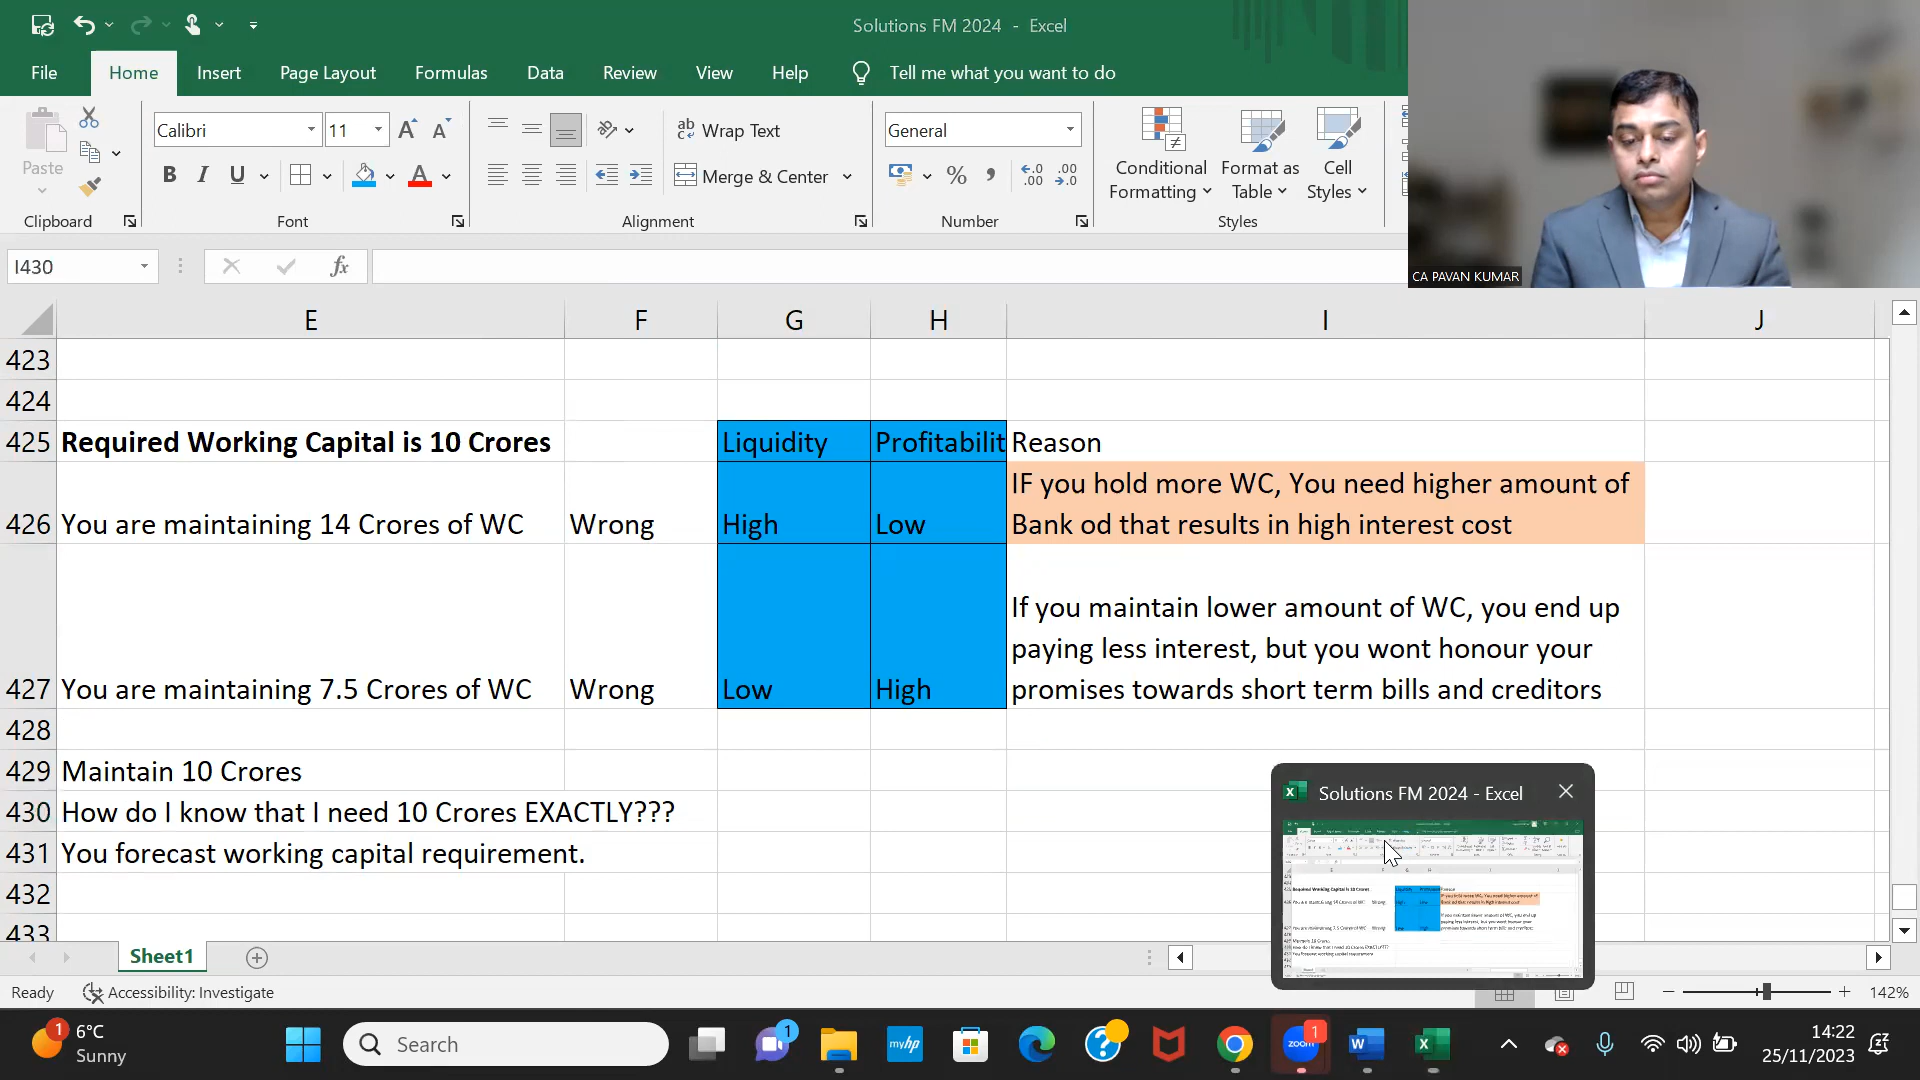 Solutions FM 2024 - Excel
File Home Insert Page Layout Formulas Data Review View Help Tell me what you want to do
Paste
Calibri 11
ab Wrap Text
General
B I U
Merge & Center
% , .00 .00
Conditional Formatting
Format as Table
Cell Styles
Clipboard Font Alignment Number Styles
CA PAVAN KUMAR
I430 fx
E F G H I J
423
424
425 Required Working Capital is 10 Crores Liquidity Profitabilit Reason
IF you hold more WC, You need higher amount of
426 You are maintaining 14 Crores of WC Wrong High Low Bank od that results in high interest cost
If you maintain lower amount of WC, you end up
paying less interest, but you wont honour your
427 You are maintaining 7.5 Crores of WC Wrong Low High promises towards short term bills and creditors
428
429 Maintain 10 Crores
430 How do I know that I need 10 Crores EXACTLY???
431 You forecast working capital requirement.
432
433
Solutions FM 2024 - Excel
Sheet1
Ready Accessibility: Investigate 142%
1 6°C
Sunny
Search
1
myhp
zoom 1
14:22
25/11/2023